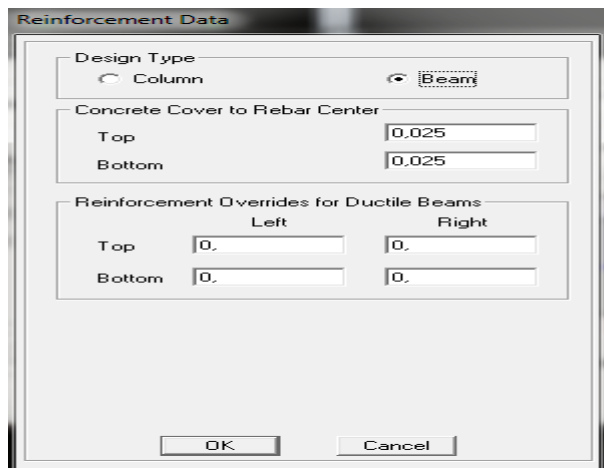 Reinforcement Data
Design Type
Column Beam
Concrete Cover to Rebar Center
Top 0,025
Bottom 0,025
Reinforcement Overrides for Ductile Beams
Left Right
Top 0, 0,
Bottom 0, 0,
OK Cancel